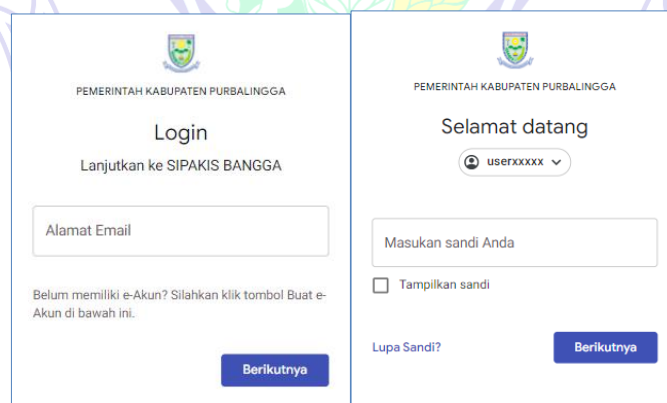 PEMERINTAH KABUPATEN PURBALINGGA
Login
Lanjutkan ke SIPAKIS BANGGA
Alamat Email
Belum memiliki e-Akun? Silahkan klik tombol Buat e-
Akun di bawah ini.
Berikutnya
PEMERINTAH KABUPATEN PURBALINGGA
Selamat datang
userxxxxx
Masukan sandi Anda
Tampilkan sandi
Lupa Sandi?
Berikutnya